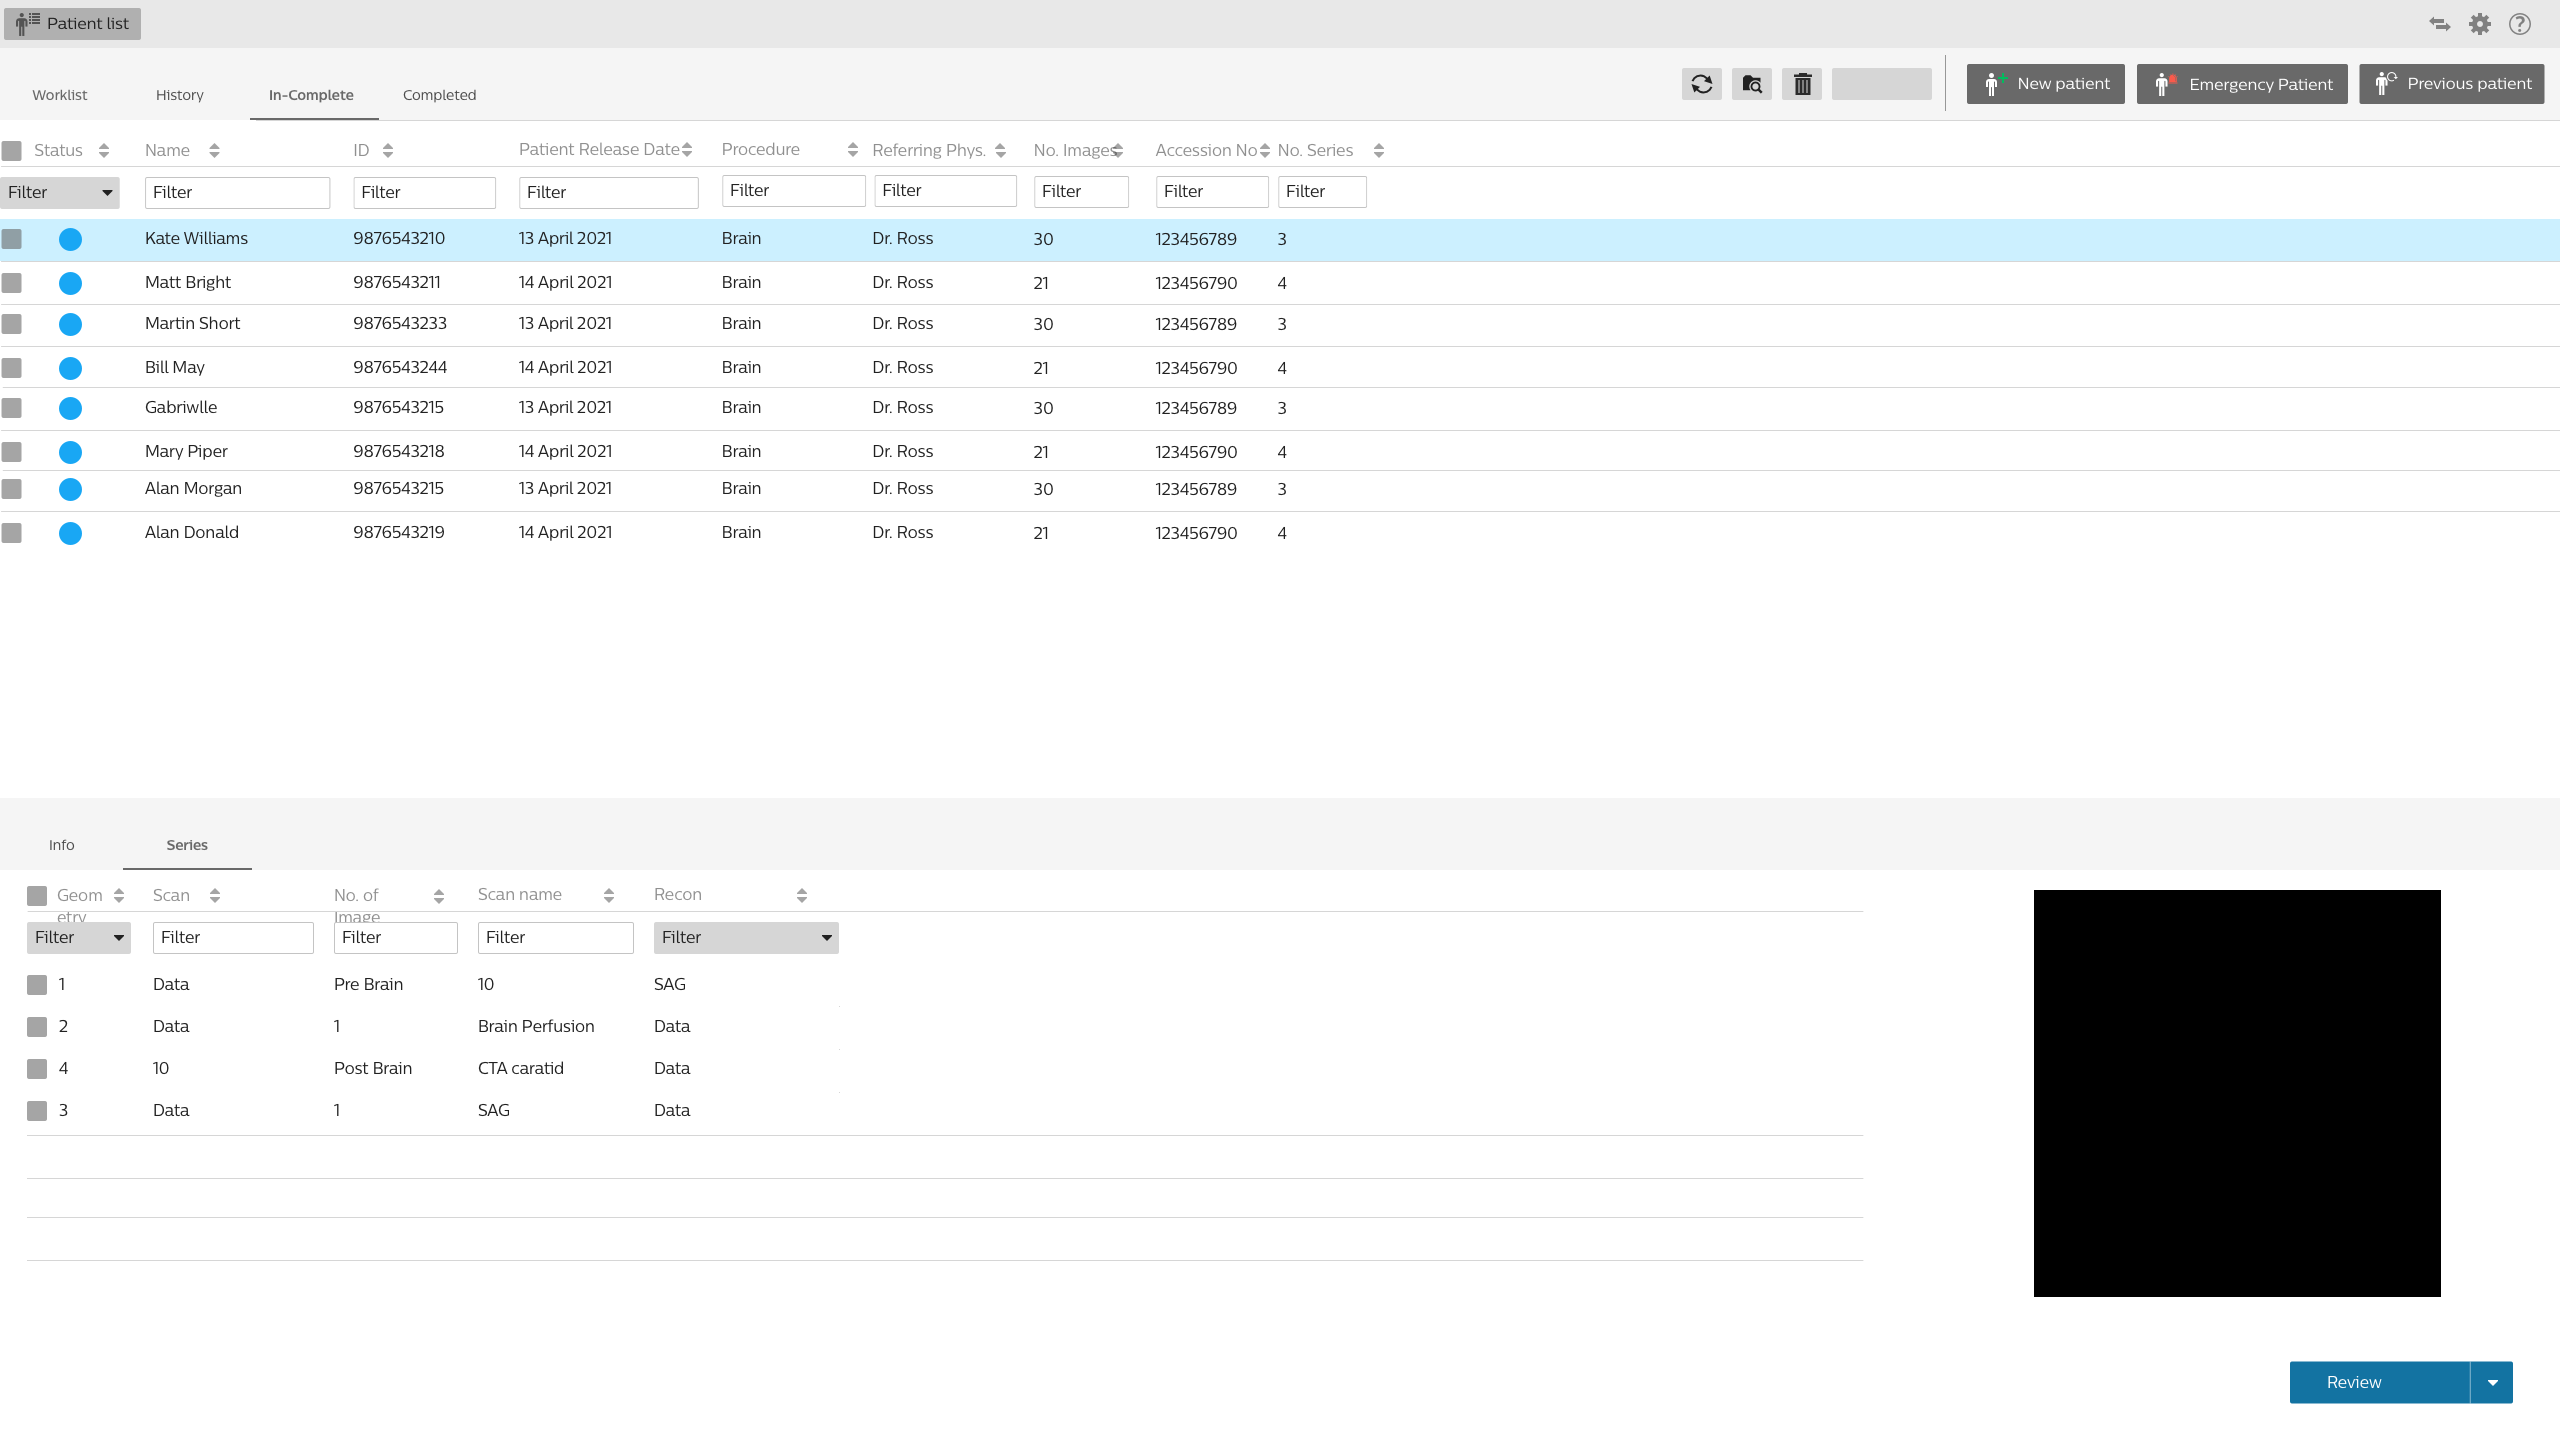 Patient list
Worklist History In-Complete Completed New patient Emergency Patient Previous patient
Status Name ID Patient Release Date Procedure Referring Phys. No. Images Accession No No. Series
Filter Filter Filter Filter Filter Filter Filter Filter Filter
Kate Williams 9876543210 13 April 2021 Brain Dr. Ross 30 123456789 3
Matt Bright 9876543211 14 April 2021 Brain Dr. Ross 21 123456790 4
Martin Short 9876543233 13 April 2021 Brain Dr. Ross 30 123456789 3
Bill May 9876543244 14 April 2021 Brain Dr. Ross 21 123456790 4
Gabriwlle 9876543215 13 April 2021 Brain Dr. Ross 30 123456789 3
Mary Piper 9876543218 14 April 2021 Brain Dr. Ross 21 123456790 4
Alan Morgan 9876543215 13 April 2021 Brain Dr. Ross 30 123456789 3
Alan Donald 9876543219 14 April 2021 Brain Dr. Ross 21 123456790 4
Info Series
Geom Scan No. of Scan name Recon
etry Image
Filter Filter Filter Filter Filter
1 Data Pre Brain 10 SAG
2 Data 1 Brain Perfusion Data
4 10 Post Brain CTA caratid Data
3 Data 1 SAG Data
Review